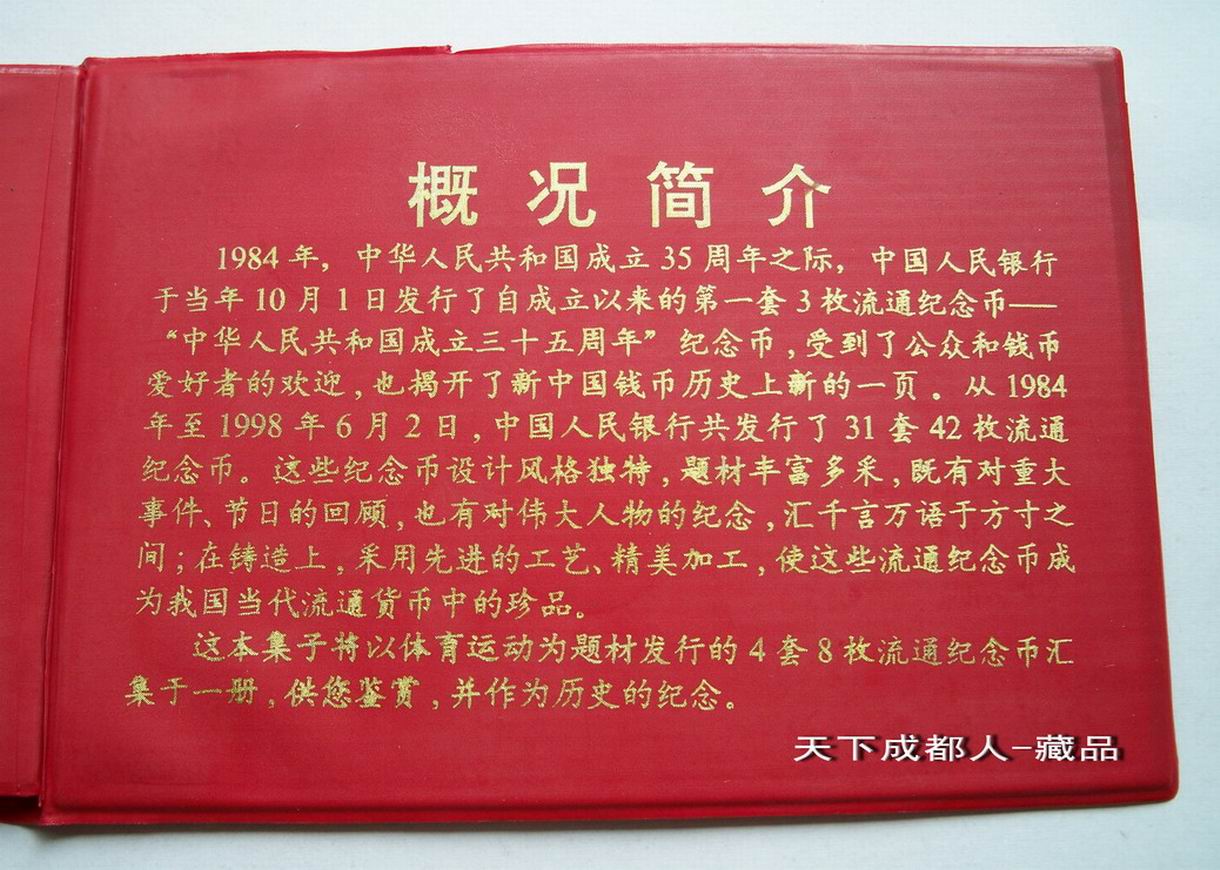 概况简介
1984年，中华人民共和国成立35周年之际，中国人民银行
于当年10月1日发行了自成立以来的第一套3枚流通纪念币——
“中华人民共和国成立三十五周年”纪念币，受到了公众和钱币
爱好者的欢迎，也揭开了新中国钱币历史上新的一页。从1984
年至1998年6月2日，中国人民银行共发行了31套42枚流通
纪念币。这些纪念币设计风格独特，题材丰富多采，既有对重大
事件、节日的回顾，也有对伟大人物的纪念，汇千言万语于方寸之
间；在铸造上，采用先进的工艺、精美加工，使这些流通纪念币成
为我国当代流通货币中的珍品。
这本集子将以体育运动为题材发行的4套8枚流通纪念币汇
集于一册，供您鉴赏，并作为历史的纪念。
天下成都人-藏品